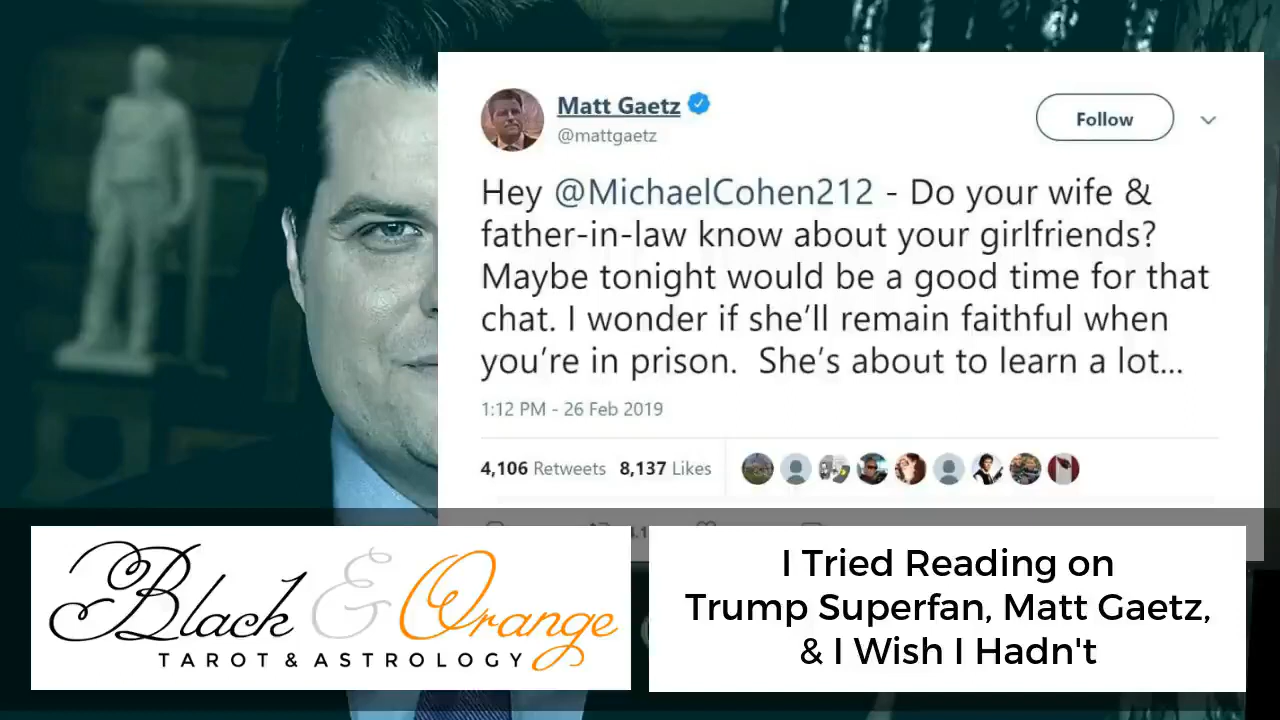 Matt Gaetz
@mattgaetz
Follow
Hey @MichaelCohen212 - Do your wife &
father-in-law know about your girlfriends?
Maybe tonight would be a good time for that
chat. I wonder if she'll remain faithful when
you're in prison.  She's about to learn a lot...
1:12 PM - 26 Feb 2019
4,106 Retweets 8,137 Likes
Black & Orange
TAROT & ASTROLOGY
I Tried Reading on
Trump Superfan, Matt Gaetz,
& I Wish I Hadn't